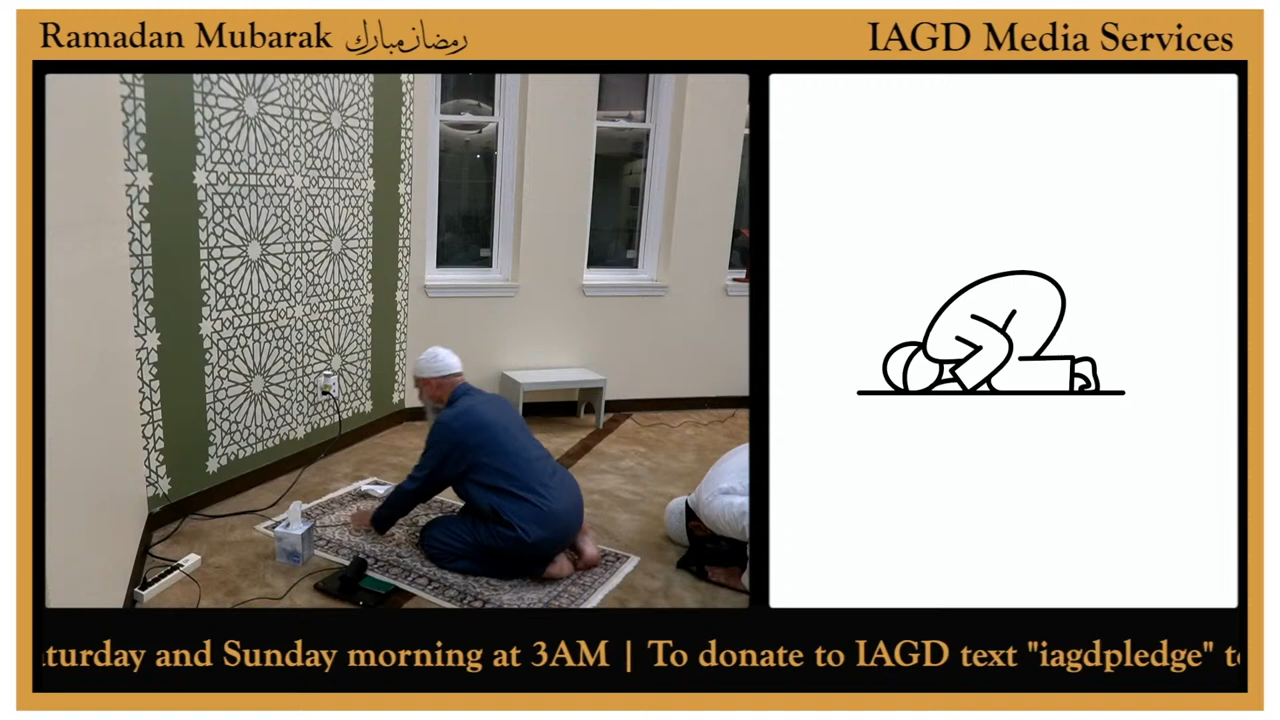 Ramadan Mubarak رمضان مبارك
IAGD Media Services
turday and Sunday morning at 3AM | To donate to IAGD text "iagdpledge" t